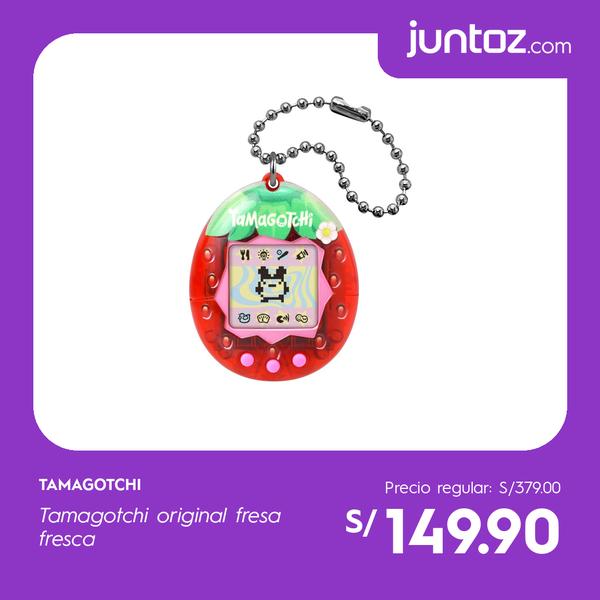 juntoz.com
TAMAGOTCHI
TAMAGOTCHI
Tamagotchi original fresa
fresca
Precio regular: S/379.00
S/149.90